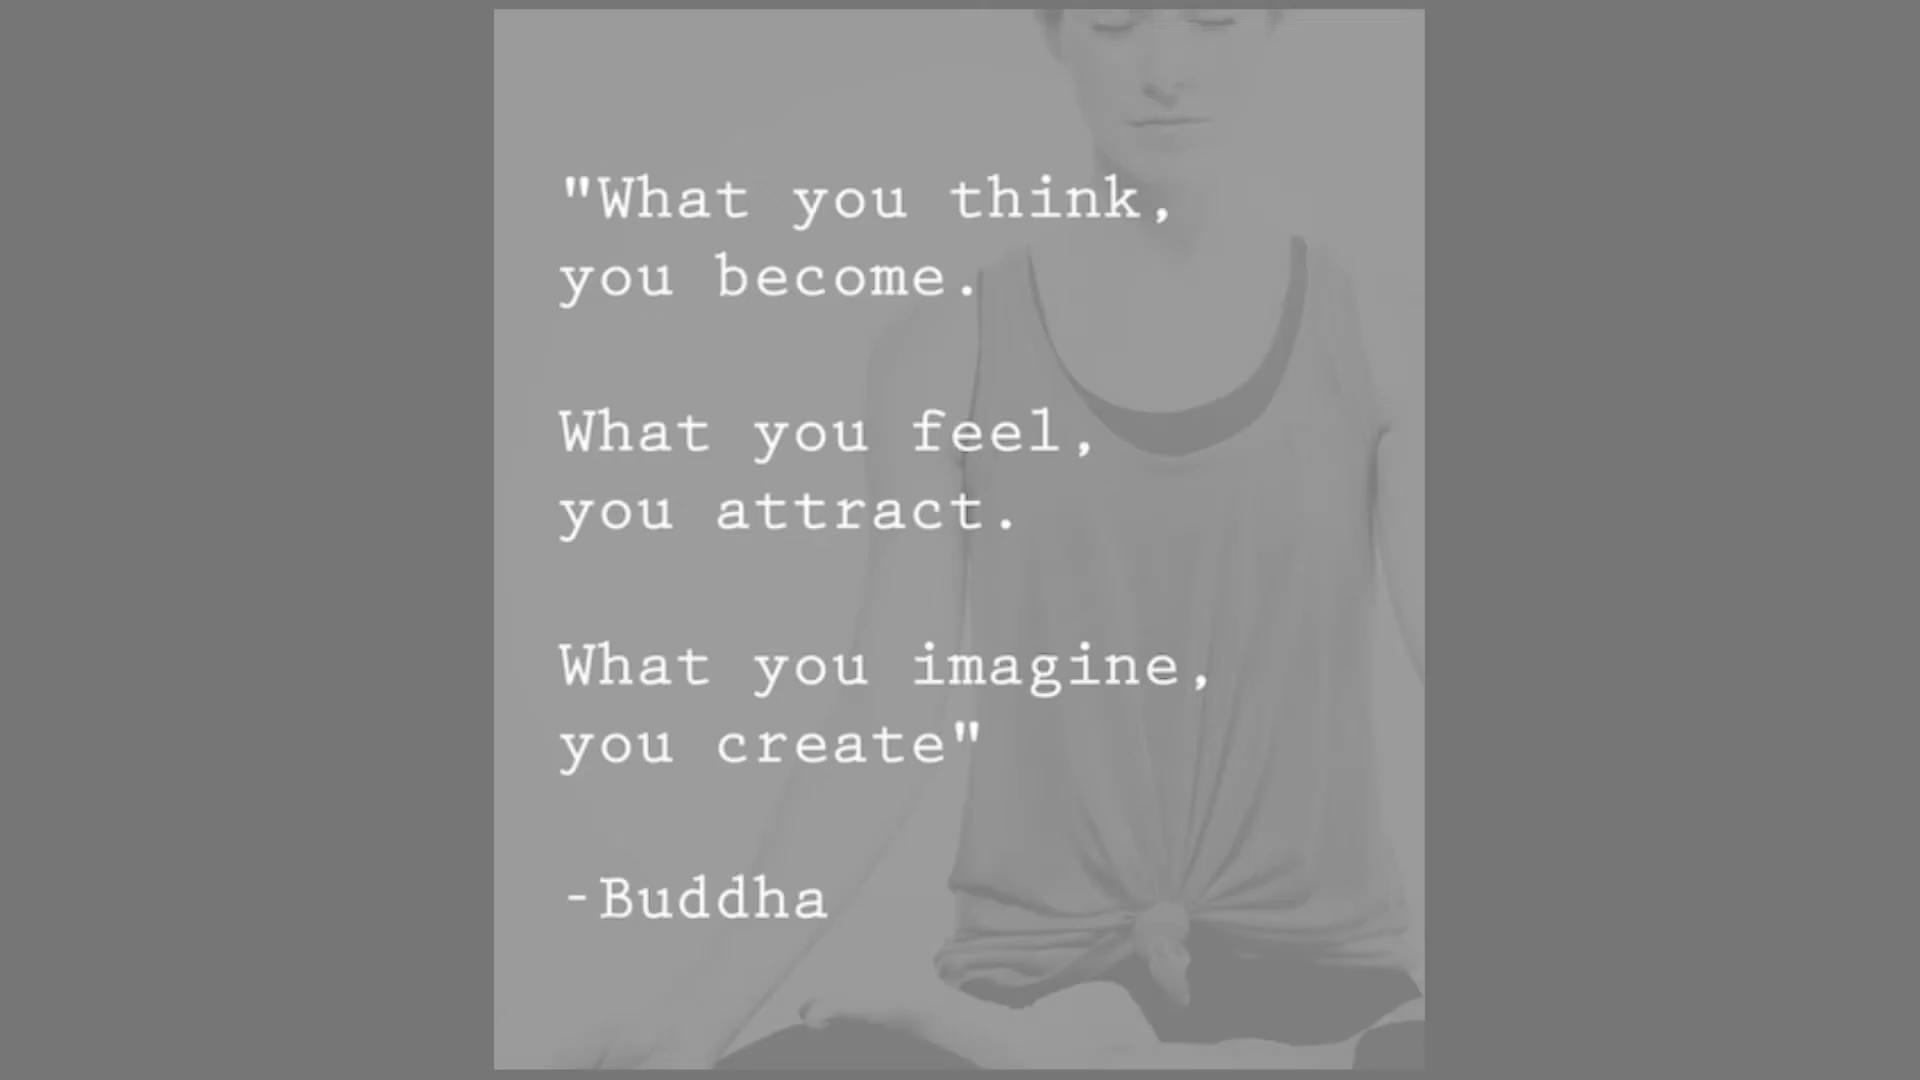 "What you think,
you become.
What you feel,
you attract.
What you imagine,
you create"
-Buddha